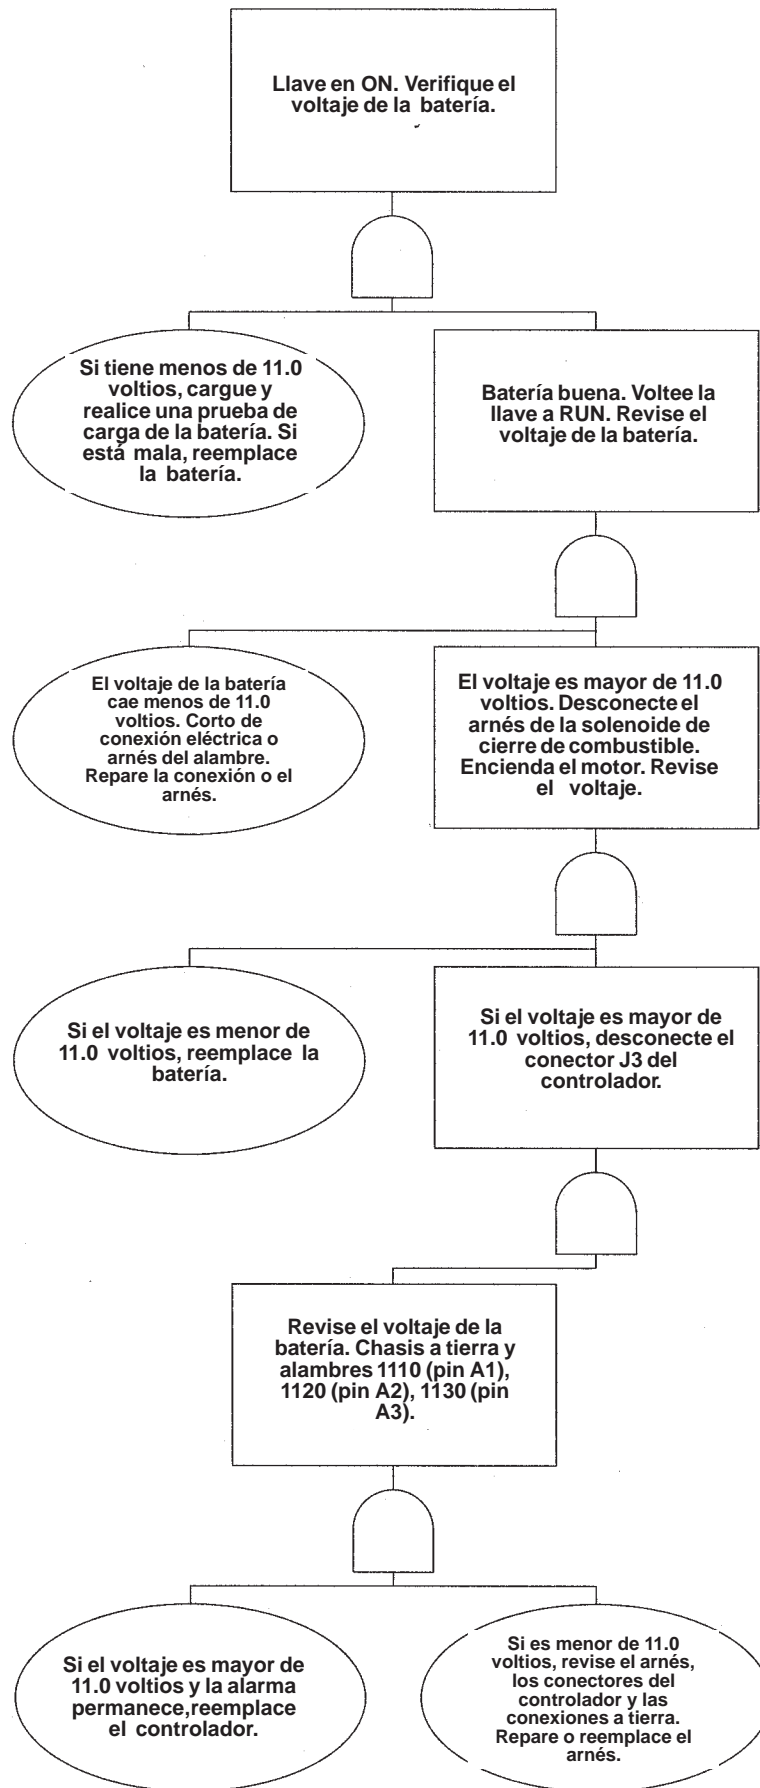 Llave en ON. Verifique el
voltaje de la batería.
Si tiene menos de 11.0
voltios, cargue y
realice una prueba de
carga de la batería. Si
está mala, reemplace
la batería.
Batería buena. Voltee la
llave a RUN. Revise el
voltaje de la batería.
El voltaje de la batería
cae menos de 11.0
voltios. Corto de
conexión eléctrica o
arnés del alambre.
Repare la conexión o el
arnés.
El voltaje es mayor de 11.0
voltios. Desconecte el
arnés de la solenoide de
cierre de combustible.
Encienda el motor. Revise
el voltaje.
Si el voltaje es menor de
11.0 voltios, reemplace la
batería.
Si el voltaje es mayor de
11.0 voltios, desconecte el
conector J3 del
controlador.
Revise el voltaje de la
batería. Chasis a tierra y
alambres 1110 (pin A1),
1120 (pin A2), 1130 (pin
A3).
Si el voltaje es mayor de
11.0 voltios y la alarma
permanece,reemplace
el controlador.
Si es menor de 11.0
voltios, revise el arnés,
los conectores del
controlador y las
conexiones a tierra.
Repare o reemplace el
arnés.